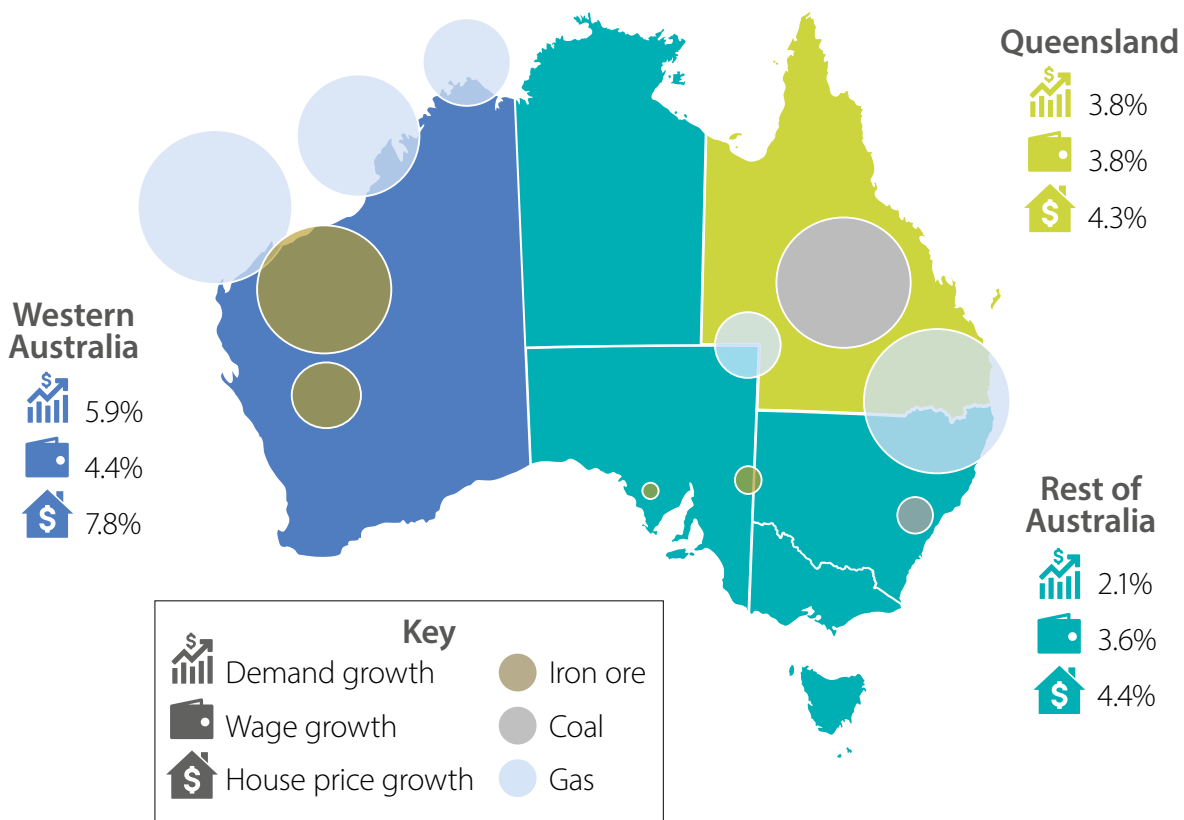 Queensland
3.8%
3.8%
4.3%
Western
Australia
5.9%
4.4%
7.8%
Rest of
Australia
2.1%
3.6%
4.4%
Key
Demand growth
Wage growth
House price growth
Iron ore
Coal
Gas